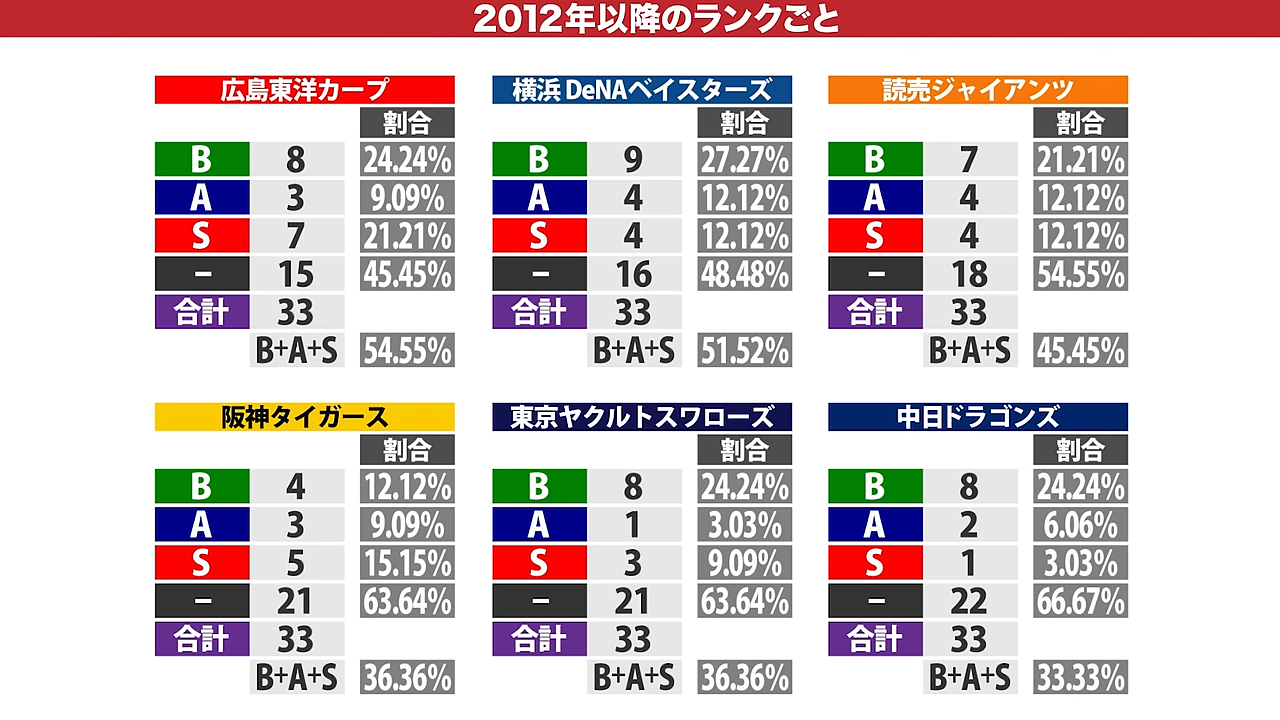 2012年以降のランクごと
広島東洋カープ
割合
B 8 24.24%
A 3 9.09%
S 7 21.21%
− 15 45.45%
合計 33
B+A+S 54.55%
横浜 DeNAベイスターズ
割合
B 9 27.27%
A 4 12.12%
S 4 12.12%
− 16 48.48%
合計 33
B+A+S 51.52%
読売ジャイアンツ
割合
B 7 21.21%
A 4 12.12%
S 4 12.12%
− 18 54.55%
合計 33
B+A+S 45.45%
阪神タイガース
割合
B 4 12.12%
A 3 9.09%
S 5 15.15%
− 21 63.64%
合計 33
B+A+S 36.36%
東京ヤクルトスワローズ
割合
B 8 24.24%
A 1 3.03%
S 3 9.09%
− 21 63.64%
合計 33
B+A+S 36.36%
中日ドラゴンズ
割合
B 8 24.24%
A 2 6.06%
S 1 3.03%
− 22 66.67%
合計 33
B+A+S 33.33%